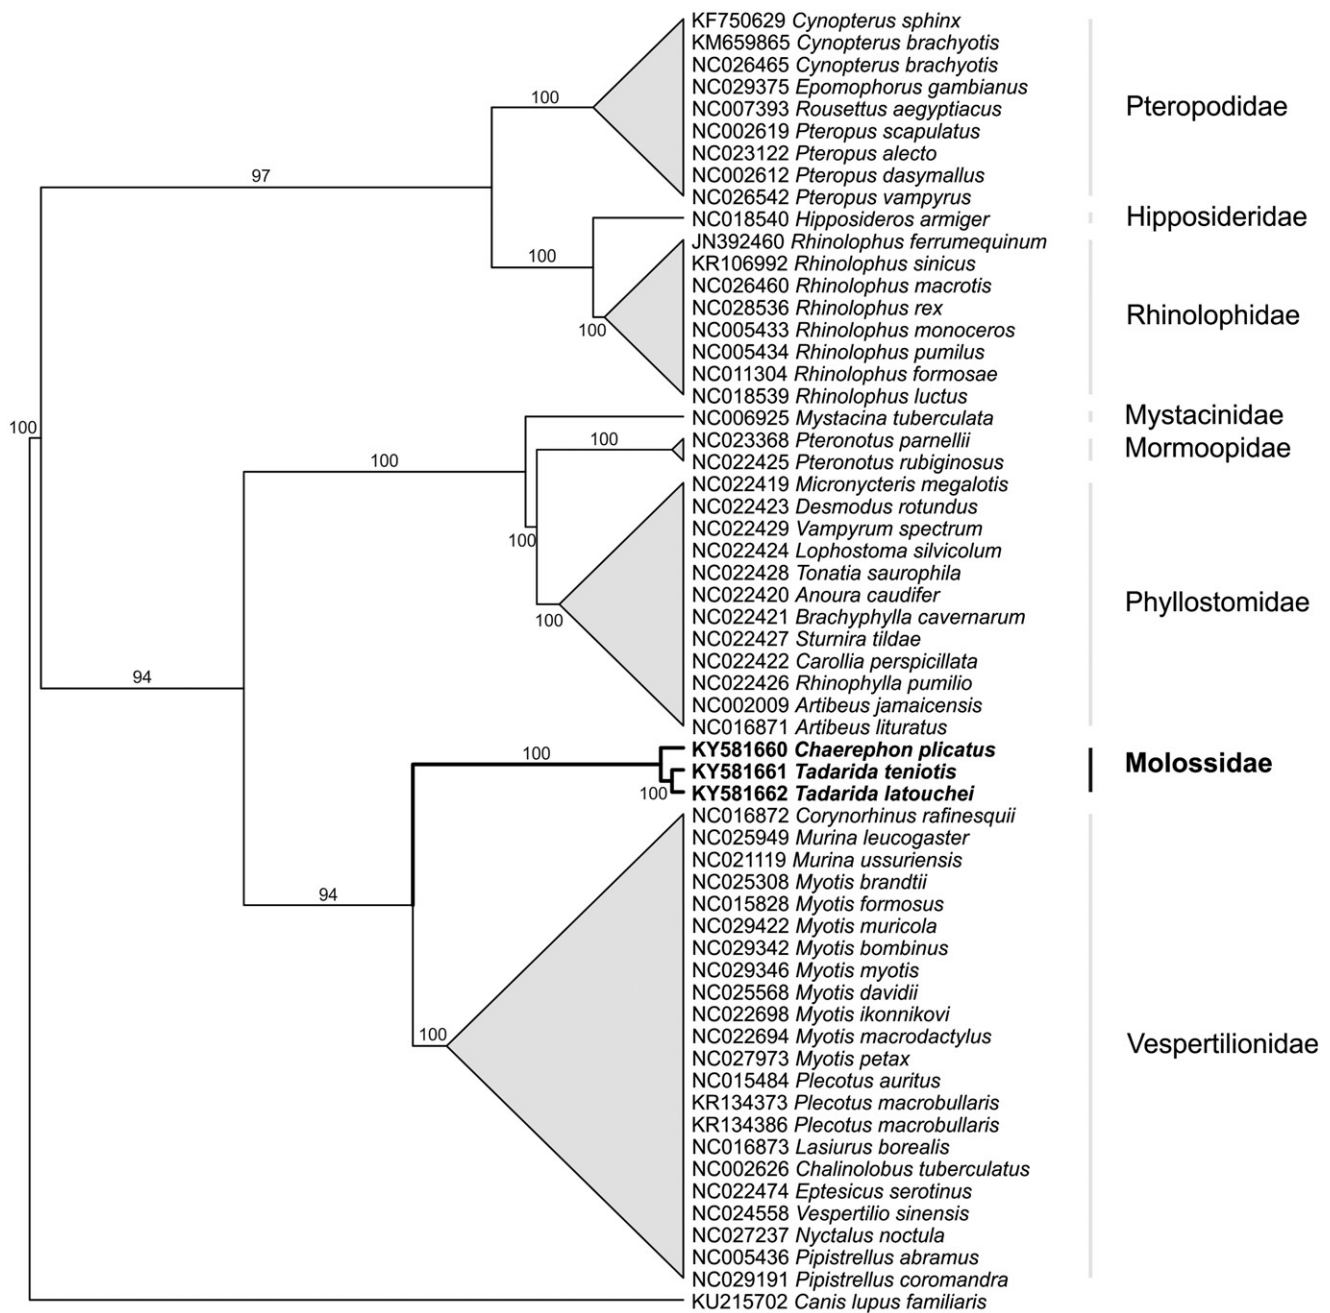 KF750629 Cynopterus sphinx
KM659865 Cynopterus brachyotis
NC026465 Cynopterus brachyotis
NC029375 Epomophorus gambianus
100
NC007393 Rousettus aegyptiacus
Pteropodidae
NC002619 Pteropus scapulatus
NC023122 Pteropus alecto
97
NC002612 Pteropus dasymallus
NC026542 Pteropus vampyrus
NC018540 Hipposideros armiger
Hipposideridae
JN392460 Rhinolophus ferrumequinum
100
KR106992 Rhinolophus sinicus
NC026460 Rhinolophus macrotis
NC028536 Rhinolophus rex
Rhinolophidae
100
NC005433 Rhinolophus monoceros
NC005434 Rhinolophus pumilus
NC011304 Rhinolophus formosae
NC018539 Rhinolophus luctus
NC006925 Mystacina tuberculata
Mystacinidae
100
100
NC023368 Pteronotus parnellii
Mormoopidae
100
NC022425 Pteronotus rubiginosus
NC022419 Micronycteris megalotis
NC022423 Desmodus rotundus
NC022429 Vampyrum spectrum
100
NC022424 Lophostoma silvicolum
NC022428 Tonatia saurophila
NC022420 Anoura caudifer
Phyllostomidae
100
NC022421 Brachyphylla cavernarum
NC022427 Sturnira tildae
NC022422 Carollia perspicillata
94
NC022426 Rhinophylla pumilio
NC002009 Artibeus jamaicensis
NC016871 Artibeus lituratus
100
KY581660 Chaerephon plicatus
Molossidae
KY581661 Tadarida teniotis
100
KY581662 Tadarida latouchei
NC016872 Corynorhinus rafinesquii
NC025949 Murina leucogaster
NC021119 Murina ussuriensis
94
NC025308 Myotis brandtii
NC015828 Myotis formosus
NC029422 Myotis muricola
NC029342 Myotis bombinus
NC029346 Myotis myotis
NC025568 Myotis davidii
NC022698 Myotis ikonnikovi
100
NC022694 Myotis macrodactylus
Vespertilionidae
NC027973 Myotis petax
NC015484 Plecotus auritus
KR134373 Plecotus macrobullaris
KR134386 Plecotus macrobullaris
NC016873 Lasiurus borealis
NC002626 Chalinolobus tuberculatus
NC022474 Eptesicus serotinus
NC024558 Vespertilio sinensis
NC027237 Nyctalus noctula
NC005436 Pipistrellus abramus
NC029191 Pipistrellus coromandra
KU215702 Canis lupus familiaris